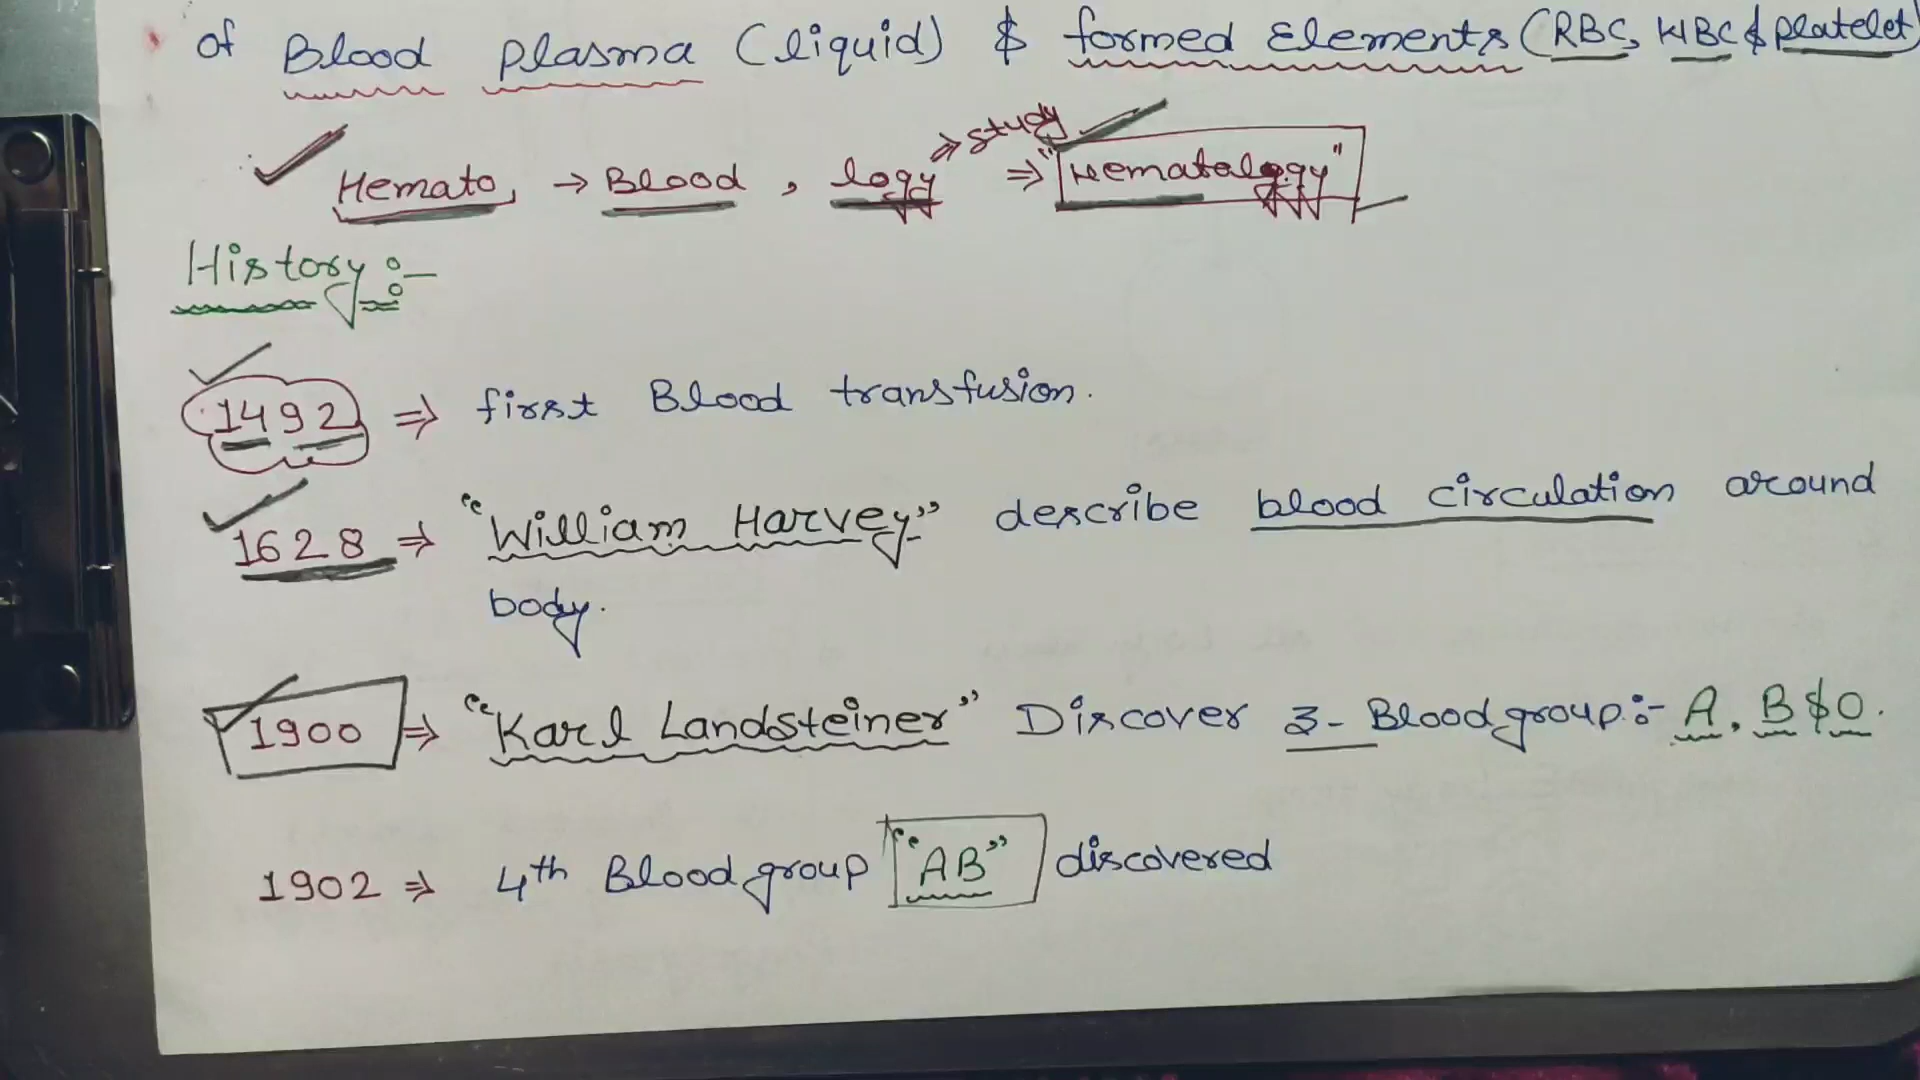 of Blood plasma (liquid) & formed Elements (RBC, WBC & platelet)
Hemato, → Blood, logy ⇒ study ⇒ "Hematology"
History :-
1492 ⇒ first Blood transfusion.
1628 ⇒ "William Harvey" describe blood circulation around
body.
1900 ⇒ "Karl Landsteiner" Discover 3- Blood group :- A, B & O.
1902 ⇒ 4th Blood group "AB" discovered